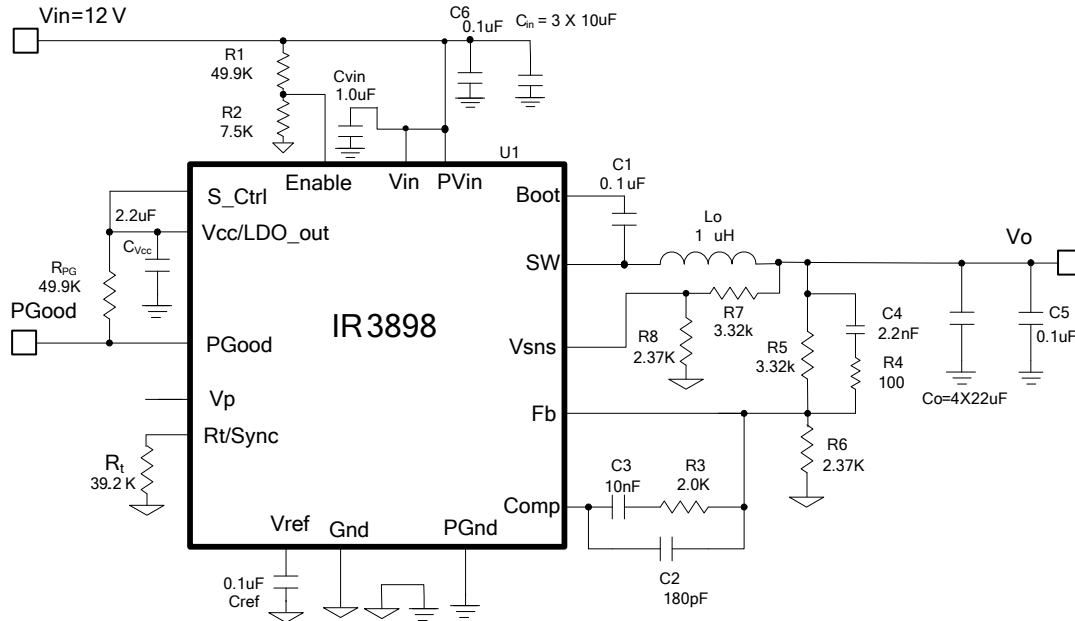 Vin=12 V
C6
0.1uF
Cin = 3 X 10uF
R1
49.9K
Cvin
1.0uF
R2
7.5K
U1
Enable
Vin
PVin
S_Ctrl
Boot
C1
0.1uF
2.2uF
Vcc/LDO_out
CVcc
Lo
1 uH
Vo
SW
RPG
49.9K
PGood
IR3898
R7
3.32k
R8
2.37K
Vsns
PGood
R5
3.32k
C4
2.2nF
R4
100
C5
0.1uF
Co=4X22uF
Vp
Fb
Rt/Sync
Rt
39.2 K
R6
2.37K
C3
10nF
R3
2.0K
Comp
Vref
Gnd
PGnd
0.1uF
Cref
C2
180pF